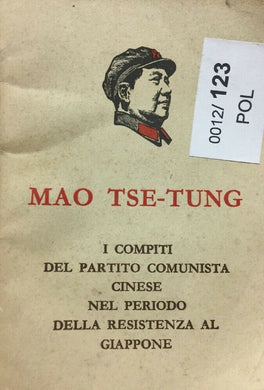 0012/123
POL
MAO TSE-TUNG
I COMPITI
DEL PARTITO COMUNISTA
CINESE
NEL PERIODO
DELLA RESISTENZA AL
GIAPPONE